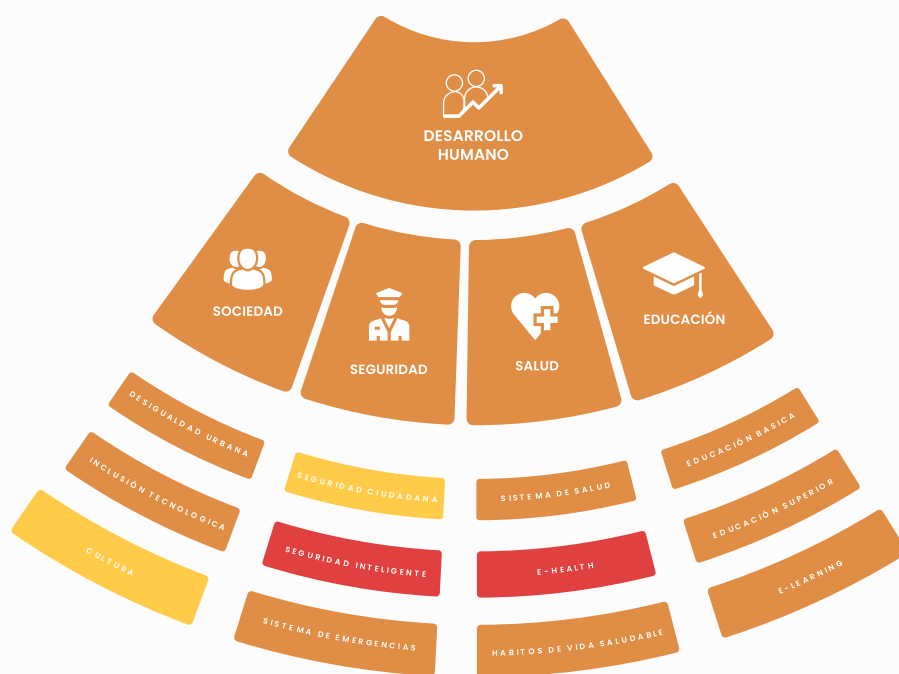 DESARROLLO
HUMANO
SOCIEDAD
SEGURIDAD
SALUD
EDUCACIÓN
DESIGUALDAD URBANA
INCLUSIÓN TECNOLOGICA
CULTURA
SEGURIDAD CIUDADANA
SEGURIDAD INTELIGENTE
SISTEMA DE EMERGENCIAS
SISTEMA DE SALUD
E-HEALTH
HABITOS DE VIDA SALUDABLE
EDUCACIÓN BASICA
EDUCACIÓN SUPERIOR
E-LEARNING